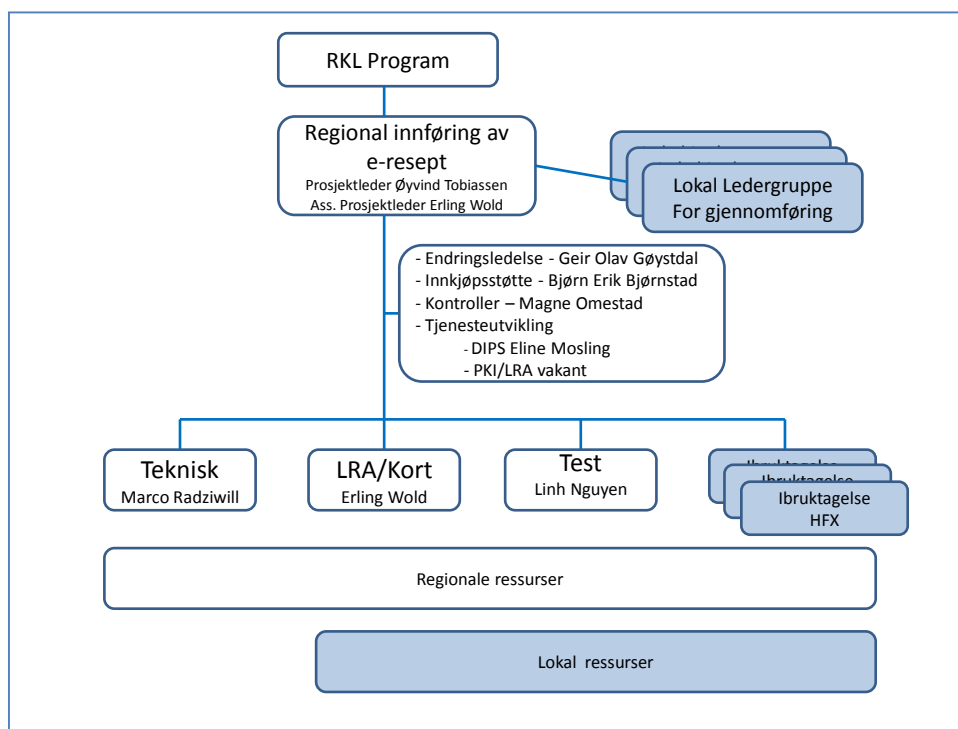 RKL Program
Regional innføring av
e-resept
Prosjektleder Øyvind Tobiassen
Ass. Prosjektleder Erling Wold
Lokal Ledergruppe
For gjennomføring
- Endringsledelse - Geir Olav Gøystdal
- Innkjøpsstøtte - Bjørn Erik Bjørnstad
- Kontroller – Magne Omestad
- Tjenesteutvikling
- DIPS Eline Mosling
- PKI/LRA vakant
Teknisk
Marco Radziwill
LRA/Kort
Erling Wold
Test
Linh Nguyen
Ibruktagelse
Ibruktagelse
Ibruktagelse
HFX
Regionale ressurser
Lokal ressurser